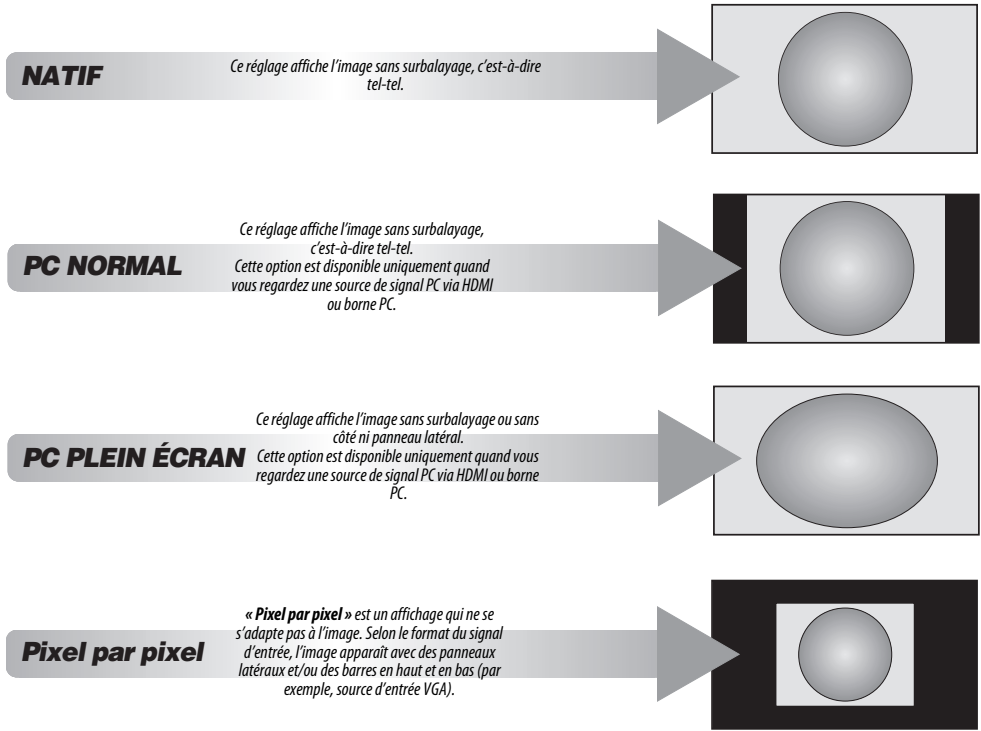 NATIF
Ce réglage affiche l'image sans surbalayage, c'est-à-dire
tel-tel.
PC NORMAL
Ce réglage affiche l'image sans surbalayage,
c'est-à-dire tel-tel.
Cette option est disponible uniquement quand
vous regardez une source de signal PC via HDMI
ou borne PC.
PC PLEIN ÉCRAN
Ce réglage affiche l'image sans surbalayage ou sans
côté ni panneau latéral.
Cette option est disponible uniquement quand vous
regardez une source de signal PC via HDMI ou borne
PC.
Pixel par pixel
« Pixel par pixel » est un affichage qui ne se
s'adapte pas à l'image. Selon le format du signal
d'entrée, l'image apparaît avec des panneaux
latéraux et/ou des barres en haut et en bas (par
exemple, source d'entrée VGA).